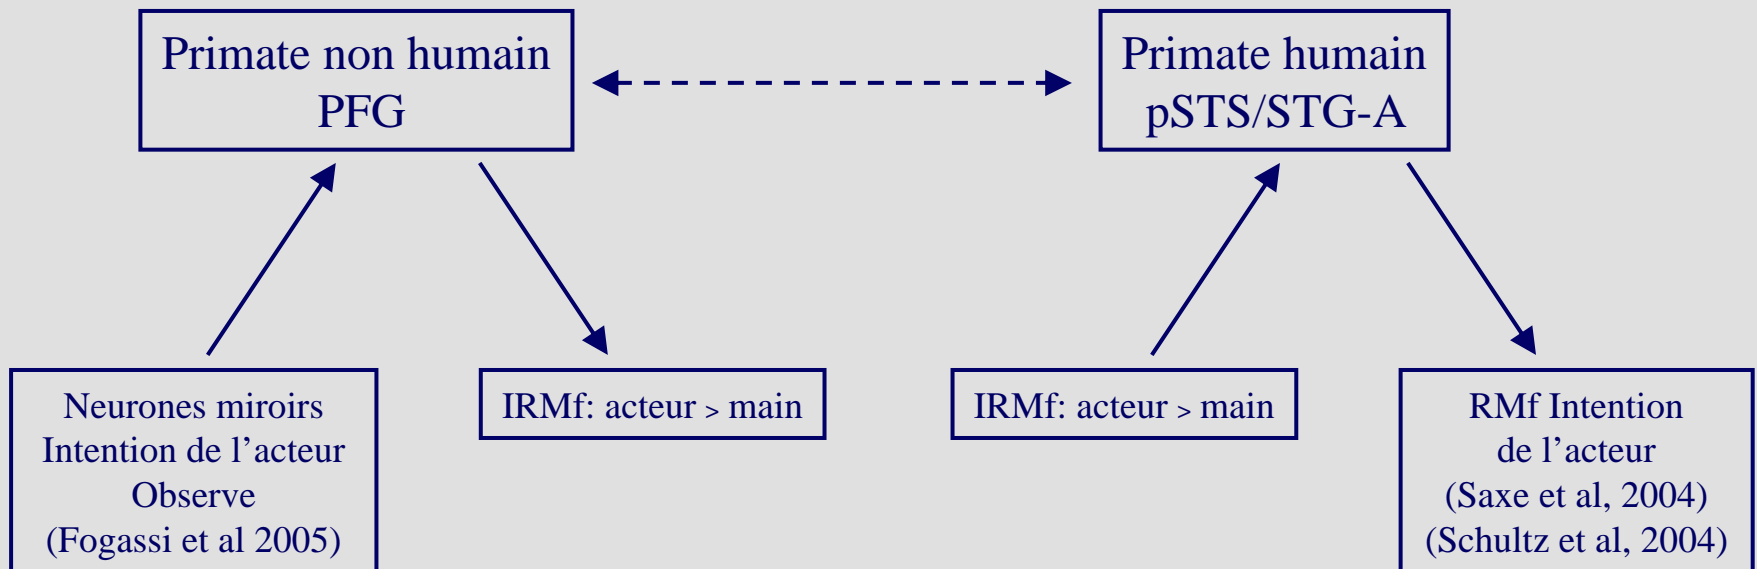 Primate non humain
PFG
Primate humain
pSTS/STG-A
Neurones miroirs
Intention de l’acteur
Observe
(Fogassi et al 2005)
IRMf: acteur > main
IRMf: acteur > main
RMf Intention
de l’acteur
(Saxe et al, 2004)
(Schultz et al, 2004)